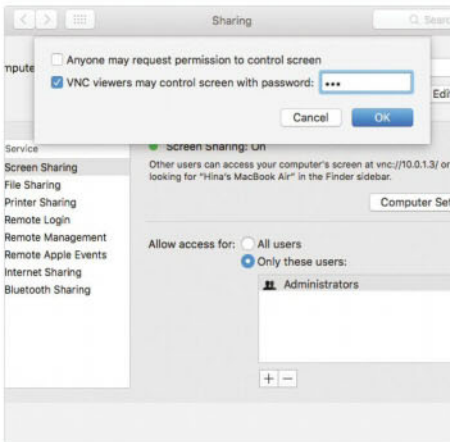 Sharing
Anyone may request permission to control screen
VNC viewers may control screen with password: •••
Cancel
OK
Service
Screen Sharing
File Sharing
Printer Sharing
Remote Login
Remote Management
Remote Apple Events
Internet Sharing
Bluetooth Sharing
Screen Sharing: On
Other users can access your computer's screen at vnc://10.0.1.3/ or
looking for "Hina's MacBook Air" in the Finder sidebar.
Computer Set
Allow access for:
All users
Only these users:
Administrators
+ −